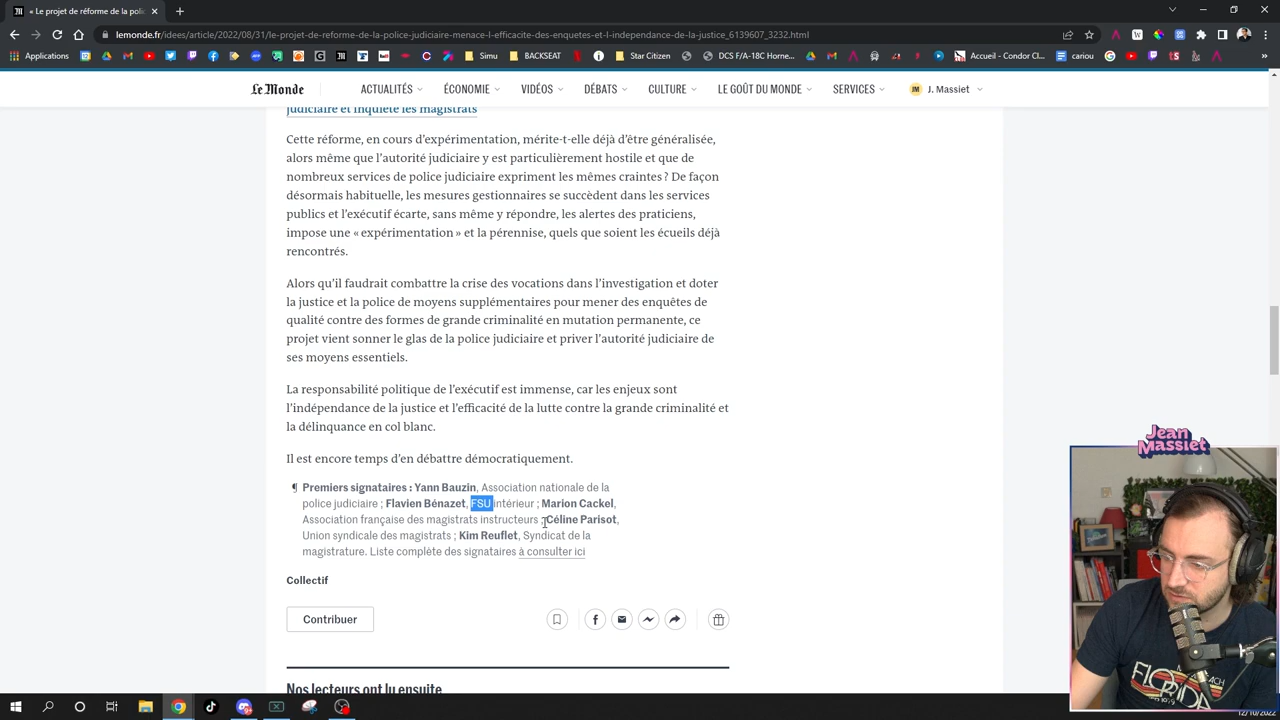 « Le projet de réforme de la polic
lemonde.fr/idees/article/2022/08/31/le-projet-de-reforme-de-la-police-judiciaire-menace-l-efficacite-des-enquetes-et-l-independance-de-la-justice_6139607_3232.html
Applications
Simu
BACKSEAT
Star Citizen
DCS F/A-18C Horne...
Accueil - Condor Cl...
cariou
Le Monde
ACTUALITÉS
ÉCONOMIE
VIDÉOS
DÉBATS
CULTURE
LE GOÛT DU MONDE
SERVICES
JM
J. Massiet
judiciaire et inquiète les magistrats
Cette réforme, en cours d’expérimentation, mérite-t-elle déjà d’être généralisée,
alors même que l’autorité judiciaire y est particulièrement hostile et que de
nombreux services de police judiciaire expriment les mêmes craintes ? De façon
désormais habituelle, les mesures gestionnaires se succèdent dans les services
publics et l’exécutif écarte, sans même y répondre, les alertes des praticiens,
impose une « expérimentation » et la pérennise, quels que soient les écueils déjà
rencontrés.
Alors qu’il faudrait combattre la crise des vocations dans l’investigation et doter
la justice et la police de moyens supplémentaires pour mener des enquêtes de
qualité contre des formes de grande criminalité en mutation permanente, ce
projet vient sonner le glas de la police judiciaire et priver l’autorité judiciaire de
ses moyens essentiels.
La responsabilité politique de l’exécutif est immense, car les enjeux sont
l’indépendance de la justice et l’efficacité de la lutte contre la grande criminalité et
la délinquance en col blanc.
Il est encore temps d’en débattre démocratiquement.
¶ Premiers signataires : Yann Bauzin, Association nationale de la
police judiciaire ; Flavien Bénazet, FSU intérieur ; Marion Cackel,
Association française des magistrats instructeurs ; Céline Parisot,
Union syndicale des magistrats ; Kim Reuflet, Syndicat de la
magistrature. Liste complète des signataires à consulter ici
Collectif
Contribuer
Nos lecteurs ont lu ensuite
Jean
Massiet
FLORIDA
12/10/2022